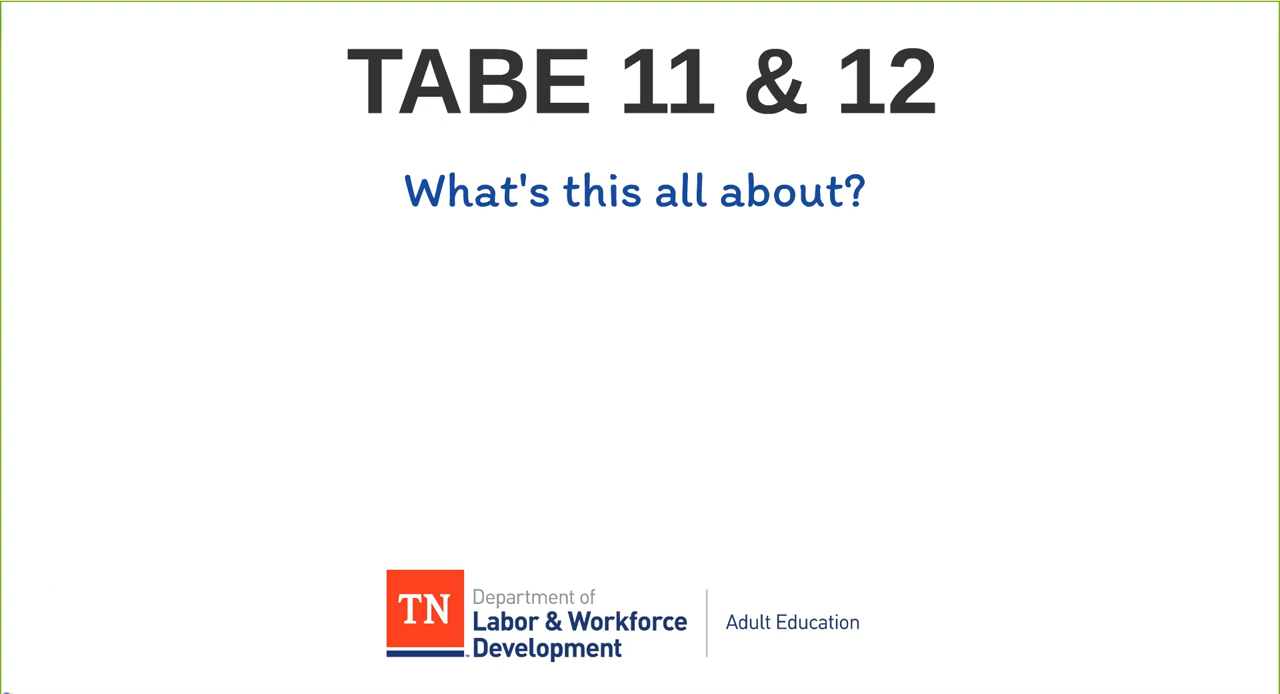 TABE 11 & 12
What's this all about?
TN
Department of
Labor & Workforce
Development
Adult Education